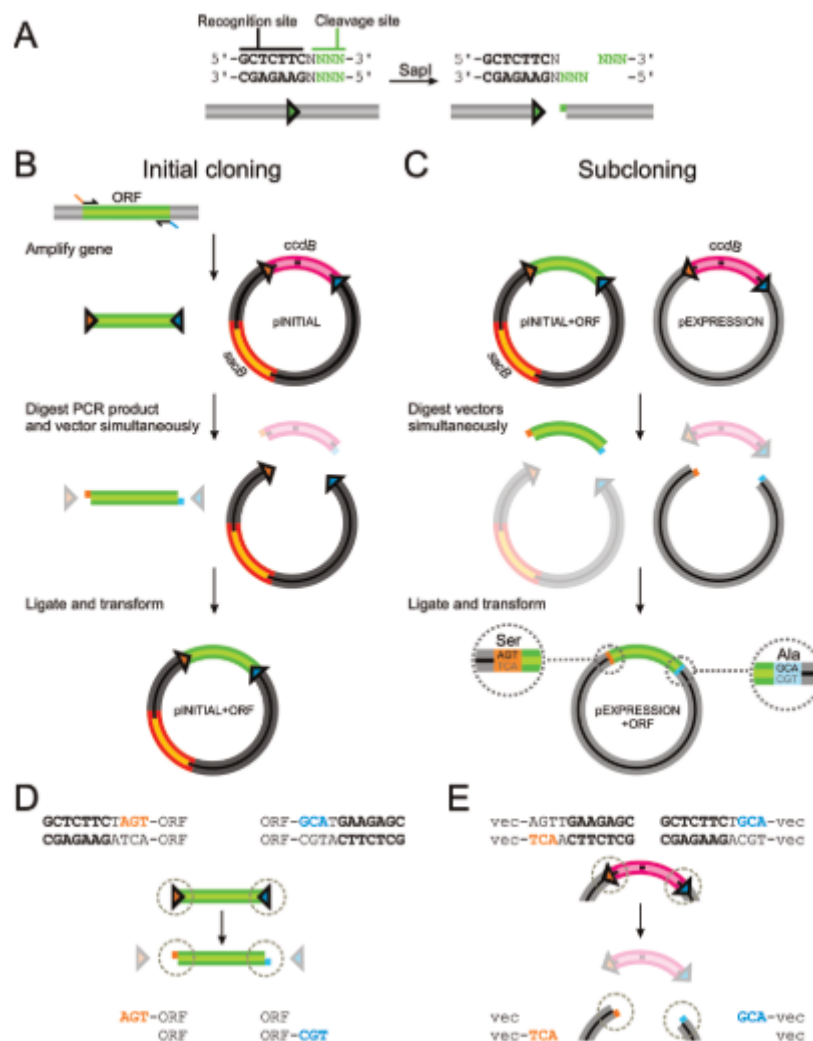 A
Recognition site Cleavage site
5'-GCTCTTCNNNN-3' GCTCTTCN NNN-3'
3'-CGAGAAGNNNN-5' SapI 3'-CGAGAAGNNNN -5'
B Initial cloning
ORF
Amplify gene
ccdB
pINITIAL
sacB
Digest PCR product
and vector simultaneously
Ligate and transform
pINITIAL+ORF
C Subcloning
ccdB
pINITIAL+ORF pEXPRESSION
sacB
Digest vectors
simultaneously
Ligate and transform
Ser
AGT
TCA
Ala
GCA
CGT
pEXPRESSION
+ORF
D
GCTCTTCTAGT-ORF ORF-GCATGAAGAGC
CGAGAAGATCA-ORF ORF-CGTACTTCTCG
AGT-ORF ORF
ORF ORF-CGT
E
vec-AGTTGAAGAGC GCTCTTCTGCA-vec
vec-TCAACTTCTCG CGAGAAGACGT-vec
vec GCA-vec
vec-TCA vec